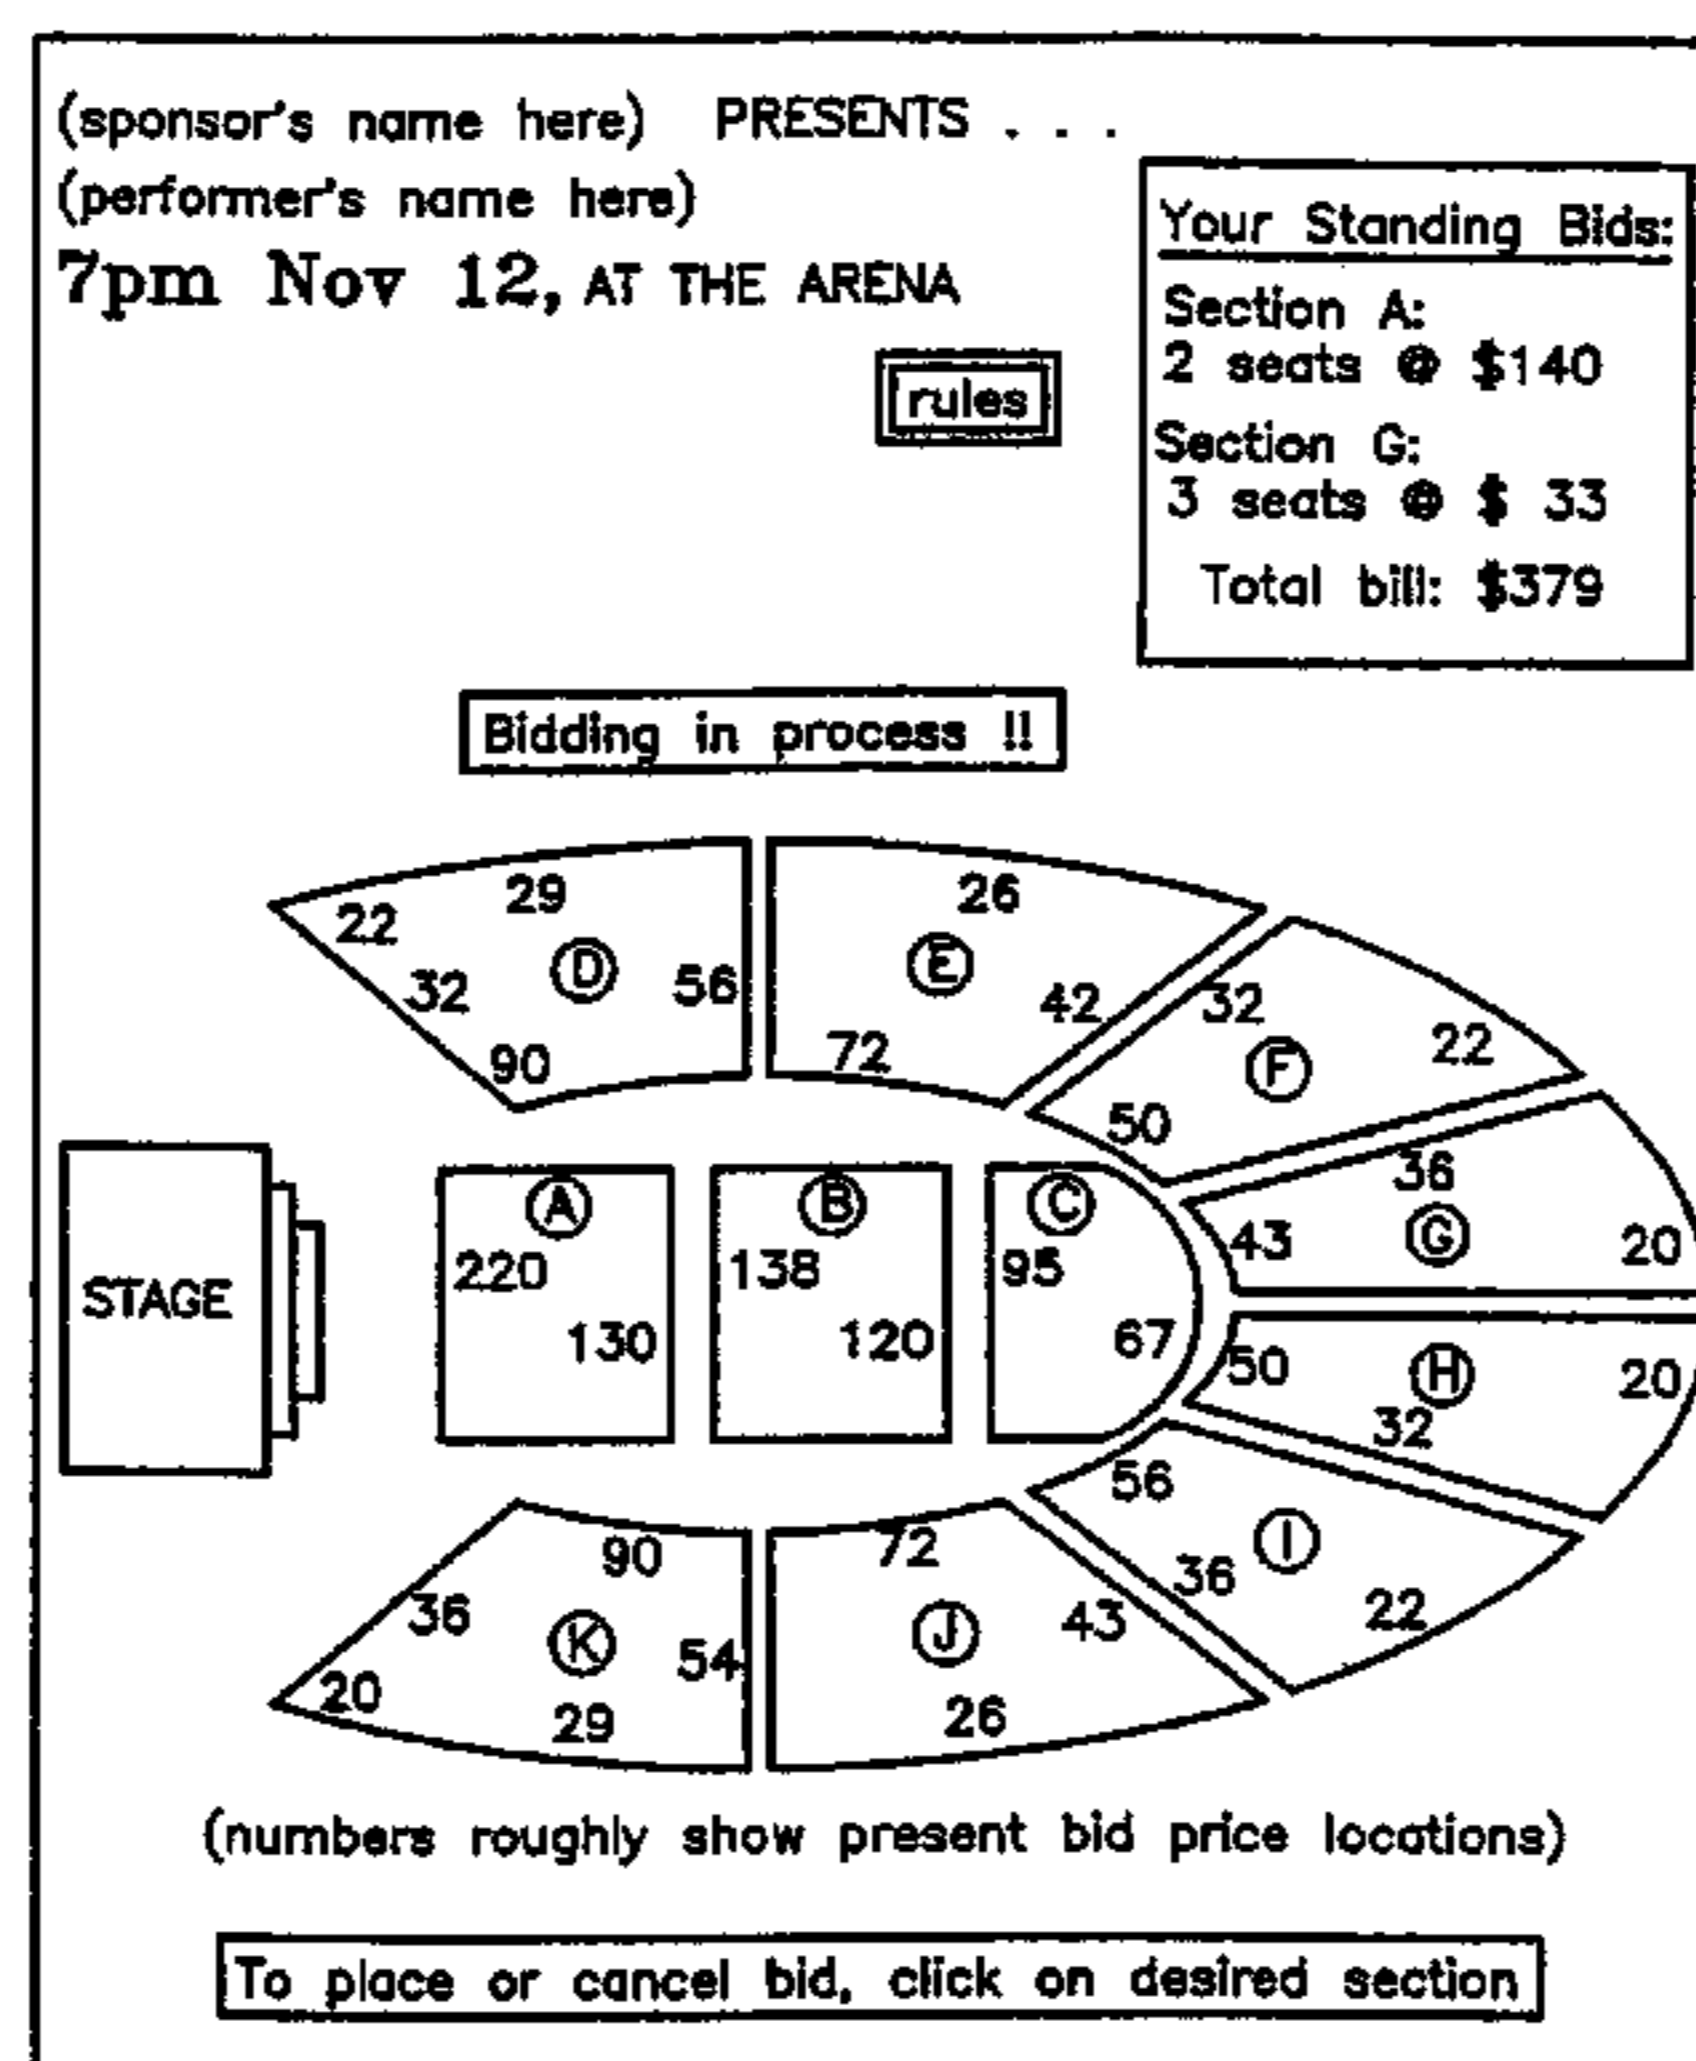 (sponsor's name here) PRESENTS . . .
(performer's name here)
7pm Nov 12, AT THE ARENA
rules
Your Standing Bids:
Section A:
2 seats @ $140
Section G:
3 seats @ $ 33
Total bill: $379
Bidding in process !!
22 29 32 D 56 90
26 E 42 72
32 22 F 50
36 43 G 20
STAGE
A 220 130
B 138 120
C 95 67
50 H 20 32
56 I 36 22
90 36 K 54 20 29
72 J 43 26
(numbers roughly show present bid price locations)
To place or cancel bid, click on desired section